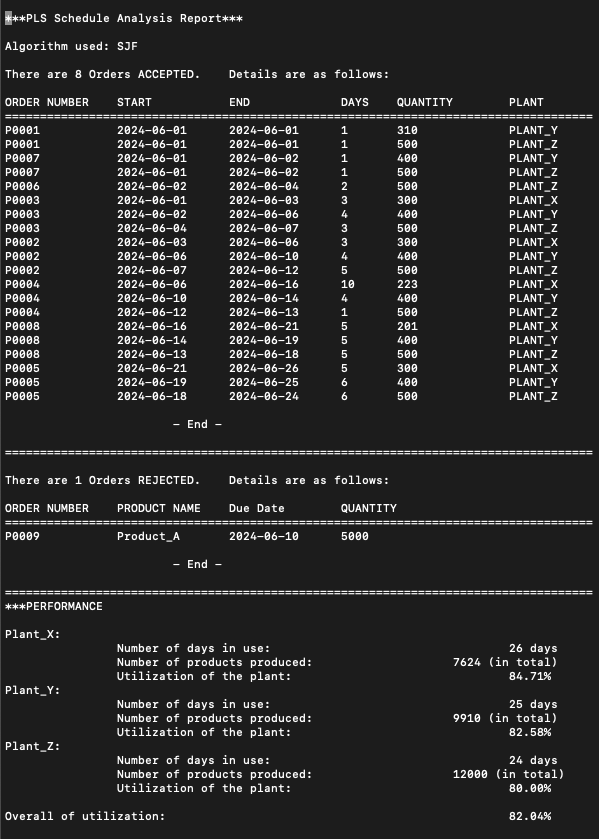 ***PLS Schedule Analysis Report***
Algorithm used: SJF
There are 8 Orders ACCEPTED.    Details are as follows:
ORDER NUMBER    START           END             DAYS    QUANTITY        PLANT
====================================================================================
P0001           2024-06-01      2024-06-01      1       310             PLANT_Y
P0001           2024-06-01      2024-06-01      1       500             PLANT_Z
P0007           2024-06-01      2024-06-02      1       400             PLANT_Y
P0007           2024-06-01      2024-06-02      1       500             PLANT_Z
P0006           2024-06-02      2024-06-04      2       500             PLANT_Z
P0003           2024-06-01      2024-06-03      3       300             PLANT_X
P0003           2024-06-02      2024-06-06      4       400             PLANT_Y
P0003           2024-06-04      2024-06-07      3       500             PLANT_Z
P0002           2024-06-03      2024-06-06      3       300             PLANT_X
P0002           2024-06-06      2024-06-10      4       400             PLANT_Y
P0002           2024-06-07      2024-06-12      5       500             PLANT_Z
P0004           2024-06-06      2024-06-16      10      223             PLANT_X
P0004           2024-06-10      2024-06-14      4       400             PLANT_Y
P0004           2024-06-12      2024-06-13      1       500             PLANT_Z
P0008           2024-06-16      2024-06-21      5       201             PLANT_X
P0008           2024-06-14      2024-06-19      5       400             PLANT_Y
P0008           2024-06-13      2024-06-18      5       500             PLANT_Z
P0005           2024-06-21      2024-06-26      5       300             PLANT_X
P0005           2024-06-19      2024-06-25      6       400             PLANT_Y
P0005           2024-06-18      2024-06-24      6       500             PLANT_Z
                        - End -
====================================================================================
There are 1 Orders REJECTED.    Details are as follows:
ORDER NUMBER    PRODUCT NAME    Due Date        QUANTITY
====================================================================================
P0009           Product_A       2024-06-10      5000
                        - End -
====================================================================================
***PERFORMANCE
Plant_X:
                Number of days in use:                                  26 days
                Number of products produced:                    7624 (in total)
                Utilization of the plant:                               84.71%
Plant_Y:
                Number of days in use:                                  25 days
                Number of products produced:                    9910 (in total)
                Utilization of the plant:                               82.58%
Plant_Z:
                Number of days in use:                                  24 days
                Number of products produced:                    12000 (in total)
                Utilization of the plant:                               80.00%
Overall of utilization:                                                 82.04%